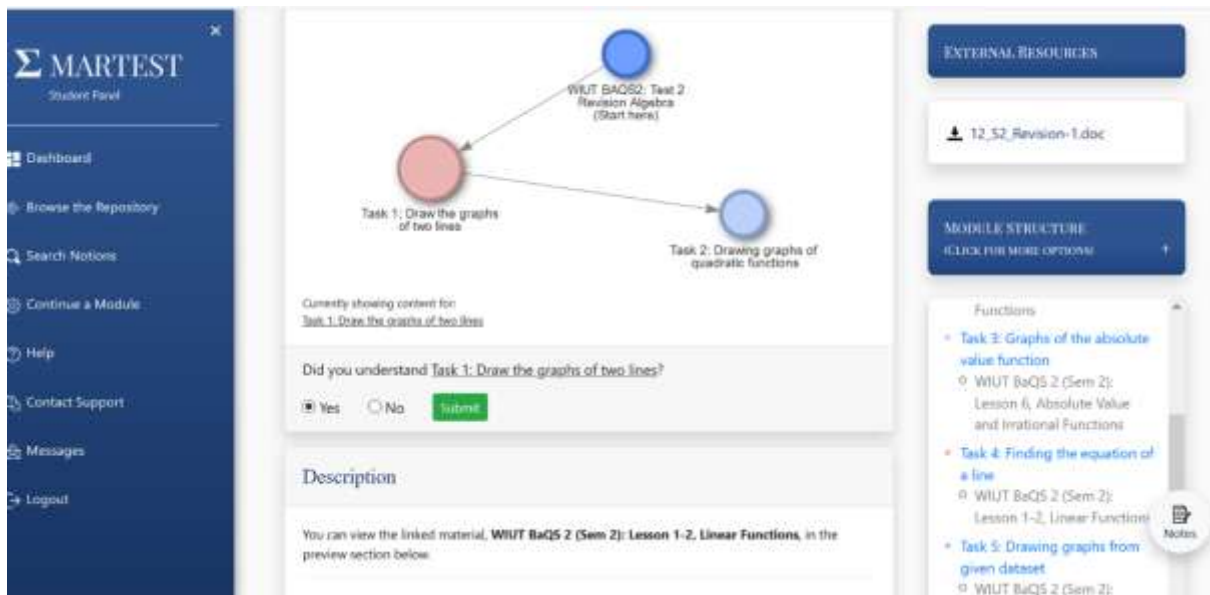 ×
Σ MARTEST
Student Panel
Dashboard
Browse the Repository
Search Notions
Continue a Module
Help
Contact Support
Messages
Logout
WIUT BAQS2: Test 2
Revision Algebra
(Start here)
Task 1: Draw the graphs
of two lines
Task 2: Drawing graphs of
quadratic functions
Currently showing content for:
Task 1: Draw the graphs of two lines
Did you understand Task 1: Draw the graphs of two lines?
Yes No Submit
Description
You can view the linked material, WIUT BaQS 2 (Sem 2): Lesson 1-2, Linear Functions, in the
preview section below.
EXTERNAL RESOURCES
12_S2_Revision-1.doc
MODULE STRUCTURE
(CLICK FOR MORE OPTIONS)
Functions
Task 3: Graphs of the absolute
value function
WIUT BaQS 2 (Sem 2):
Lesson 6, Absolute Value
and Irrational Functions
Task 4: Finding the equation of
a line
WIUT BaQS 2 (Sem 2):
Lesson 1-2, Linear Functions
Task 5: Drawing graphs from
given dataset
WIUT BaQS 2 (Sem 2):
Notes